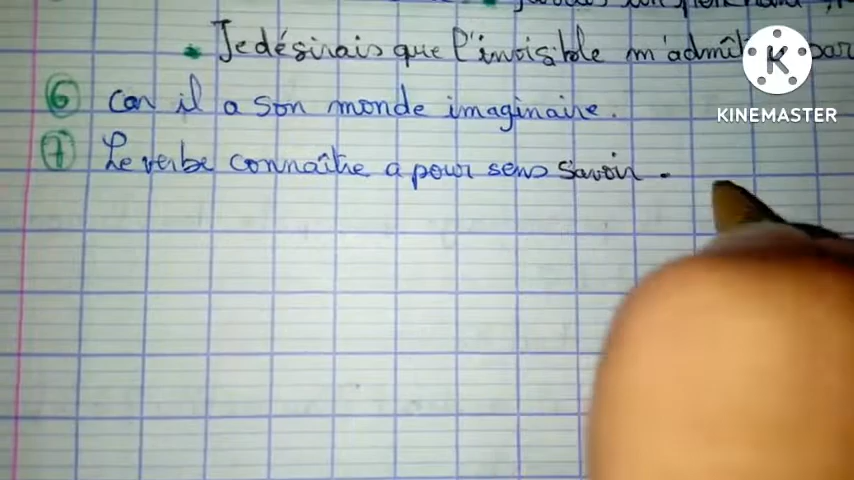 Je désirais que l'invisible m'admît par
K
KINEMASTER
6 Car il a son monde imaginaire.
7 Le verbe connaître a pour sens savoir.